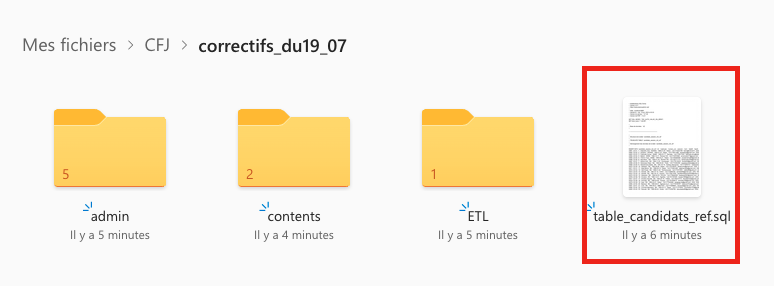 Mes fichiers > CFJ > correctifs_du19_07
5
2
1
admin
contents
ETL
table_candidats_ref.sql
Il y a 5 minutes
Il y a 4 minutes
Il y a 5 minutes
Il y a 6 minutes